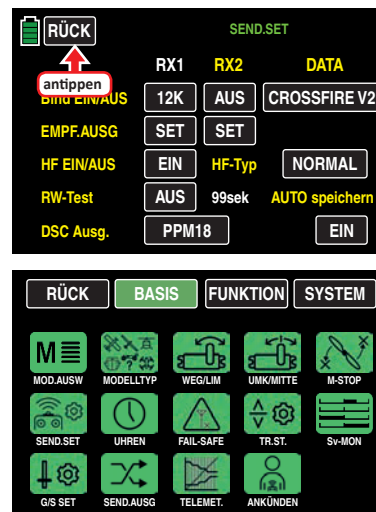 RÜCK SEND.SET
RX1 RX2 DATA
antippen
Bind EIN/AUS 12K AUS CROSSFIRE V2
EMPF.AUSG SET SET
HF EIN/AUS EIN HF-Typ NORMAL
RW-Test AUS 99sek AUTO speichern
DSC Ausg. PPM18 EIN
RÜCK BASIS FUNKTION SYSTEM
M
MOD.AUSW MODELLTYP WEG/LIM UMK/MITTE M-STOP
SEND.SET UHREN FAIL-SAFE TR.ST. Sv-MON
G/S SET SEND.AUSG TELEMET. ANKÜNDEN